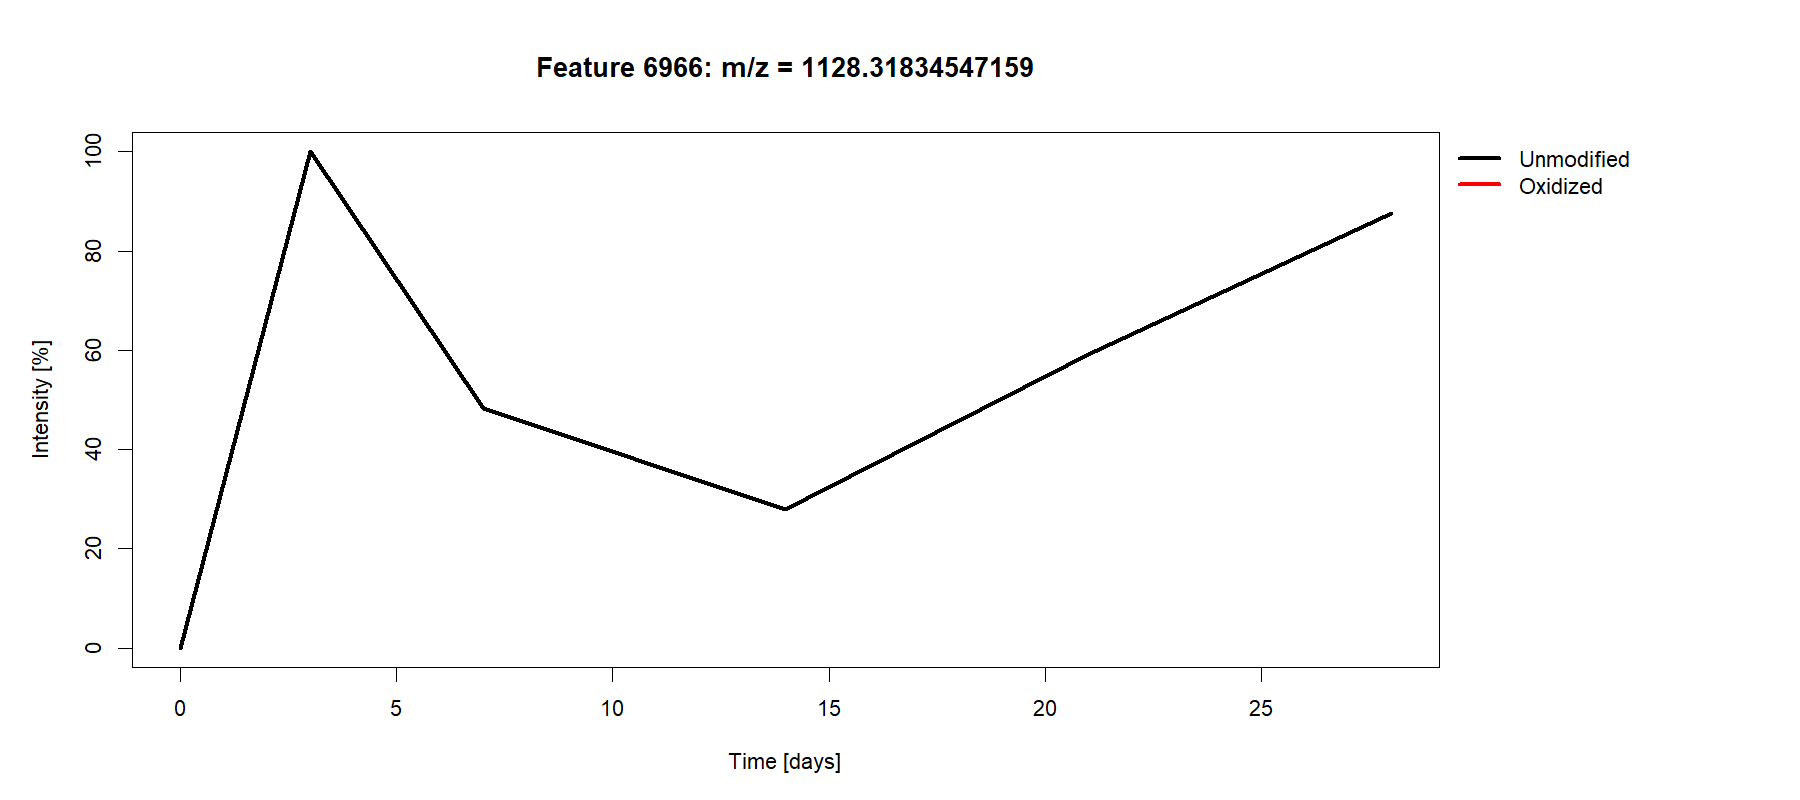 Feature 6966: m/z = 1128.31834547159
Unmodified
Oxidized
Intensity [%]
100
80
60
40
20
0
0 5 10 15 20 25
Time [days]